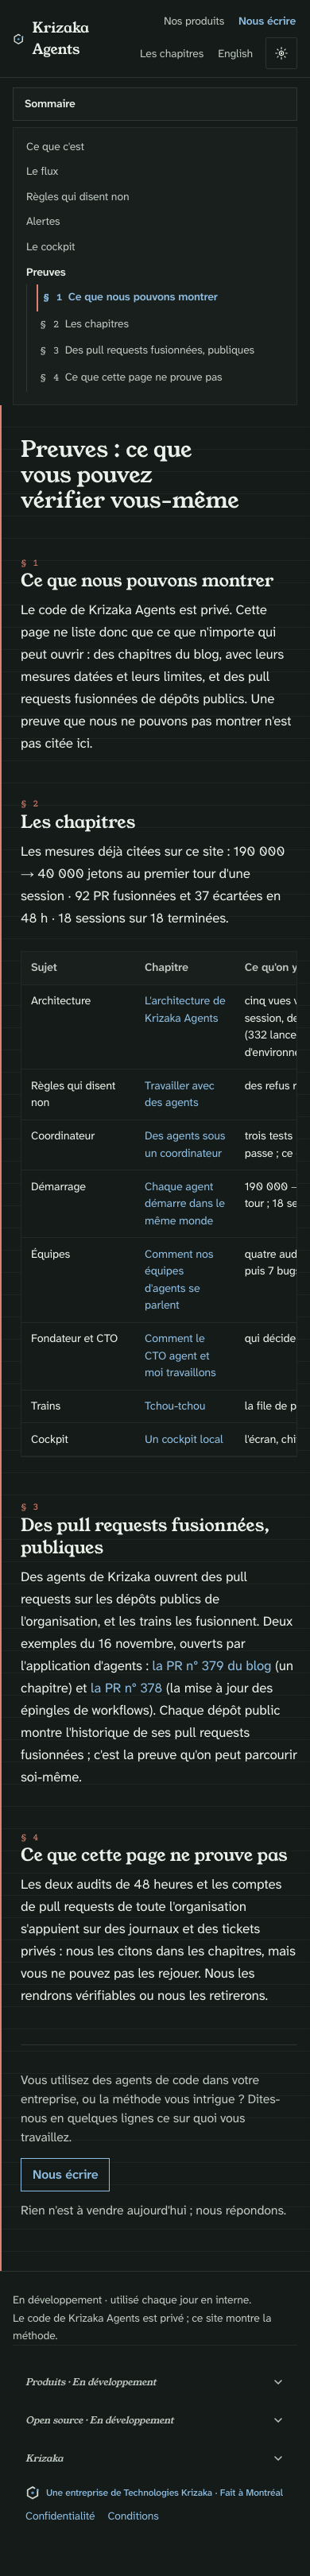 Krizaka
Agents
Nos produits
Nous écrire
Les chapitres
English
Sommaire
Ce que c'est
Le flux
Règles qui disent non
Alertes
Le cockpit
Preuves
§ 1 Ce que nous pouvons montrer
§ 2 Les chapitres
§ 3 Des pull requests fusionnées, publiques
§ 4 Ce que cette page ne prouve pas
Preuves : ce que
vous pouvez
vérifier vous-même
§ 1
Ce que nous pouvons montrer
Le code de Krizaka Agents est privé. Cette
page ne liste donc que ce que n'importe qui
peut ouvrir : des chapitres du blog, avec leurs
mesures datées et leurs limites, et des pull
requests fusionnées de dépôts publics. Une
preuve que nous ne pouvons pas montrer n'est
pas citée ici.
§ 2
Les chapitres
Les mesures déjà citées sur ce site : 190 000
→ 40 000 jetons au premier tour d'une
session · 92 PR fusionnées et 37 écartées en
48 h · 18 sessions sur 18 terminées.
Sujet
Chapitre
Ce qu'on y
Architecture
L'architecture de
Krizaka Agents
cinq vues
session, de
(332 lance
d'environne
Règles qui disent
non
Travailler avec
des agents
des refus
Coordinateur
Des agents sous
un coordinateur
trois tests
passe ; ce
Démarrage
Chaque agent
démarre dans le
même monde
190 000
tour ; 18 se
Équipes
Comment nos
équipes
d'agents se
parlent
quatre aud
puis 7 bug
Fondateur et CTO
Comment le
CTO agent et
moi travaillons
qui décide
Trains
Tchou-tchou
la file de p
Cockpit
Un cockpit local
l'écran, chi
§ 3
Des pull requests fusionnées,
publiques
Des agents de Krizaka ouvrent des pull
requests sur les dépôts publics de
l'organisation, et les trains les fusionnent. Deux
exemples du 16 novembre, ouverts par
l'application d'agents : la PR n° 379 du blog (un
chapitre) et la PR n° 378 (la mise à jour des
épingles de workflows). Chaque dépôt public
montre l'historique de ses pull requests
fusionnées ; c'est la preuve qu'on peut parcourir
soi-même.
§ 4
Ce que cette page ne prouve pas
Les deux audits de 48 heures et les comptes
de pull requests de toute l'organisation
s'appuient sur des journaux et des tickets
privés : nous les citons dans les chapitres, mais
vous ne pouvez pas les rejouer. Nous les
rendrons vérifiables ou nous les retirerons.
Vous utilisez des agents de code dans votre
entreprise, ou la méthode vous intrigue ? Dites-
nous en quelques lignes ce sur quoi vous
travaillez.
Nous écrire
Rien n'est à vendre aujourd'hui ; nous répondons.
En développement · utilisé chaque jour en interne.
Le code de Krizaka Agents est privé ; ce site montre la
méthode.
Produits · En développement
Open source · En développement
Krizaka
Une entreprise de Technologies Krizaka · Fait à Montréal
Confidentialité
Conditions